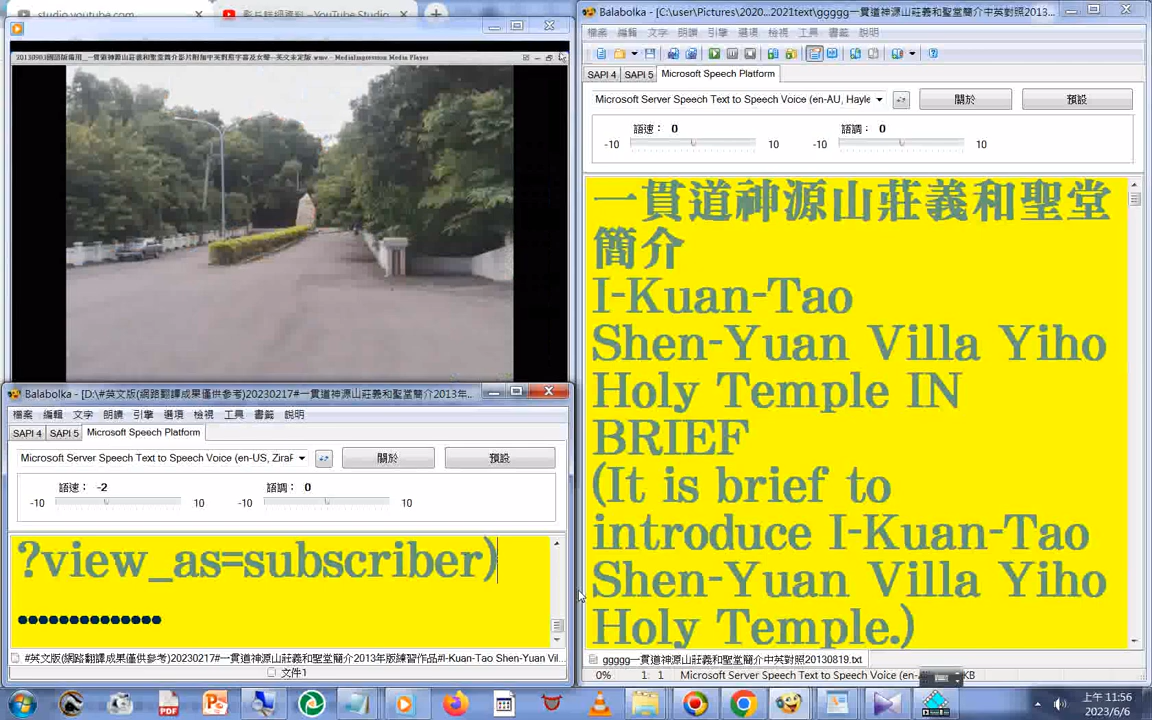 studio.youtube.com
影片詳細資料 - YouTube Studio
Balabolka - [C:\user\Pictures\2020...2021text\ggggg一貫道神源山莊義和聖堂簡介中英對照2013...
檔案 編輯 文字 朗讀 引擎 選項 檢視 工具 書籤 說明
SAPI 4 SAPI 5 Microsoft Speech Platform
Microsoft Server Speech Text to Speech Voice (en-AU, Hayle
關於
預設
語速： 0
語調： 0
-10 10 -10 10
一貫道神源山莊義和聖堂
簡介
I-Kuan-Tao
Shen-Yuan Villa Yiho
Holy Temple IN
BRIEF
(It is brief to
introduce I-Kuan-Tao
Shen-Yuan Villa Yiho
Holy Temple.)
ggggg一貫道神源山莊義和聖堂簡介中英對照20130819.txt
0% 1: 1 Microsoft Server Speech Text to Speech Voice (en-
KB
Balabolka - [D:\#英文版(網路翻譯成果僅供參考)20230217#一貫道神源山莊義和聖堂簡介2013年...
檔案 編輯 文字 朗讀 引擎 選項 檢視 工具 書籤 說明
SAPI 4 SAPI 5 Microsoft Speech Platform
Microsoft Server Speech Text to Speech Voice (en-US, ZiraP
關於
預設
語速： -2
語調： 0
-10 10 -10 10
?view_as=subscriber)
..............
#英文版(網路翻譯成果僅供參考)20230217#一貫道神源山莊義和聖堂簡介2013年版練習作品#I-Kuan-Tao Shen-Yuan Vil...
文件1
上午 11:56
2023/6/6